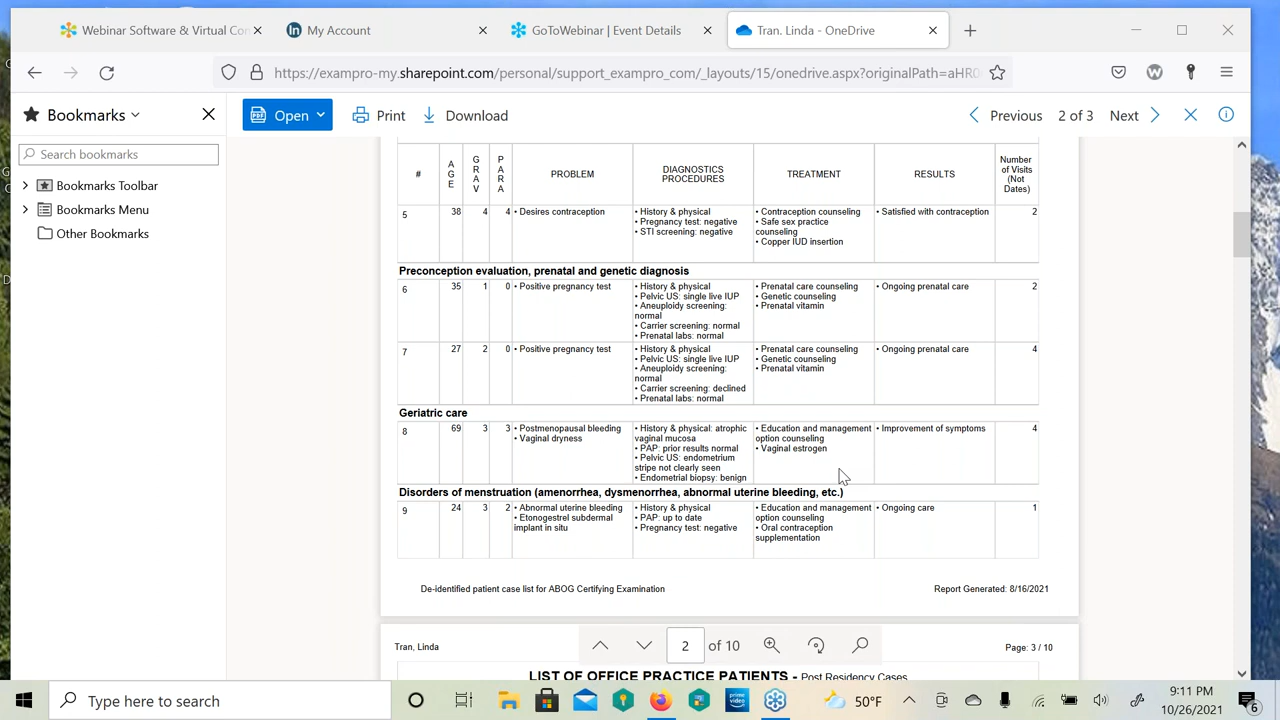 Webinar Software & Virtual Con
My Account
GoToWebinar | Event Details
Tran. Linda - OneDrive
https://exampro-my.sharepoint.com/personal/support_exampro_com/_layouts/15/onedrive.aspx?originalPath=aHR0
Bookmarks
Open
Print
Download
Previous
2 of 3
Next
Search bookmarks
Bookmarks Toolbar
Bookmarks Menu
Other Bookmarks
#
AGE
GRAV
PARA
PROBLEM
DIAGNOSTICS
PROCEDURES
TREATMENT
RESULTS
Number
of Visits
(Not
Dates)
5
38
4
4
• Desires contraception
• History & physical
• Pregnancy test: negative
• STI screening: negative
• Contraception counseling
• Safe sex practice
counseling
• Copper IUD insertion
• Satisfied with contraception
2
Preconception evaluation, prenatal and genetic diagnosis
6
35
1
0
• Positive pregnancy test
• History & physical
• Pelvic US: single live IUP
• Aneuploidy screening:
normal
• Carrier screening: normal
• Prenatal labs: normal
• Prenatal care counseling
• Genetic counseling
• Prenatal vitamin
• Ongoing prenatal care
2
7
27
2
0
• Positive pregnancy test
• History & physical
• Pelvic US: single live IUP
• Aneuploidy screening:
normal
• Carrier screening: declined
• Prenatal labs: normal
• Prenatal care counseling
• Genetic counseling
• Prenatal vitamin
• Ongoing prenatal care
4
Geriatric care
8
69
3
3
• Postmenopausal bleeding
• Vaginal dryness
• History & physical: atrophic
vaginal mucosa
• PAP: prior results normal
• Pelvic US: endometrium
stripe not clearly seen
• Endometrial biopsy: benign
• Education and management
option counseling
• Vaginal estrogen
• Improvement of symptoms
4
Disorders of menstruation (amenorrhea, dysmenorrhea, abnormal uterine bleeding, etc.)
9
24
3
2
• Abnormal uterine bleeding
• Etonogestrel subdermal
implant in situ
• History & physical
• PAP: up to date
• Pregnancy test: negative
• Education and management
option counseling
• Oral contraception
supplementation
• Ongoing care
1
De-identified patient case list for ABOG Certifying Examination
Report Generated: 8/16/2021
Tran, Linda
2 of 10
Page: 3 / 10
LIST OF OFFICE PRACTICE PATIENTS - Post Residency Cases
Type here to search
50°F
9:11 PM
10/26/2021
6